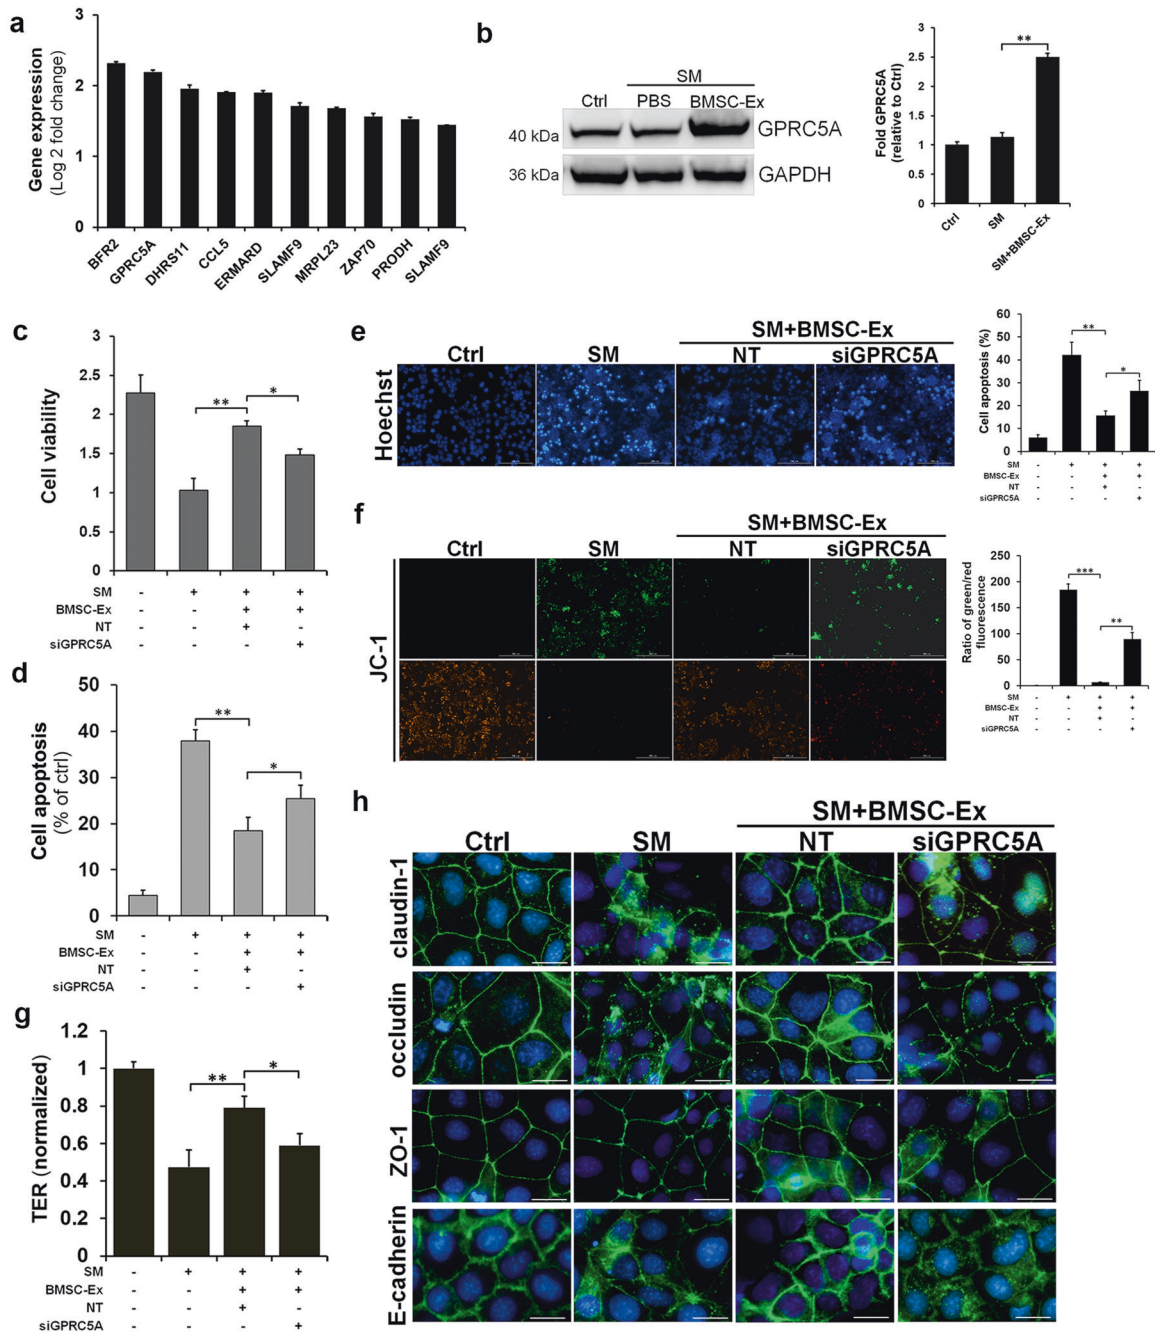 a
Gene expression
(Log 2 fold change)
3
2
1
0
BFR2
GPRC5A
DHRS11
CCL5
ERMARD
SLAMF9
MRPL23
ZAP70
PRODH
SLAMF9
b
SM
Ctrl
PBS
BMSC-Ex
40 kDa
GPRC5A
36 kDa
GAPDH
Fold GPRC5A
(relative to Ctrl)
3
2.5
2
1.5
1
0.5
0
**
Ctrl
SM
SM+BMSC-Ex
c
Cell viability
3
2.5
2
1.5
1
0.5
0
**
*
SM - + + +
BMSC-Ex - - + +
NT - - + -
siGPRC5A - - - +
d
Cell apoptosis
(% of ctrl)
50
40
30
20
10
0
**
*
SM - + + +
BMSC-Ex - - + +
NT - - + -
siGPRC5A - - - +
e
SM+BMSC-Ex
Ctrl
SM
NT
siGPRC5A
Hoechst
Cell apoptosis (%)
60
50
40
30
20
10
0
**
*
SM - + + +
BMSC-Ex - - + +
NT - - + -
siGPRC5A - - - +
f
SM+BMSC-Ex
Ctrl
SM
NT
siGPRC5A
JC-1
Ratio of green/red
fluorescence
250
200
150
100
50
0
***
**
SM - + + +
BMSC-Ex - - + +
NT - - + -
siGPRC5A - - - +
g
TER (normalized)
1.2
1
0.8
0.6
0.4
0.2
0
**
*
SM - + + +
BMSC-Ex - - + +
NT - - + -
siGPRC5A - - - +
h
SM+BMSC-Ex
Ctrl
SM
NT
siGPRC5A
claudin-1
occludin
ZO-1
E-cadherin